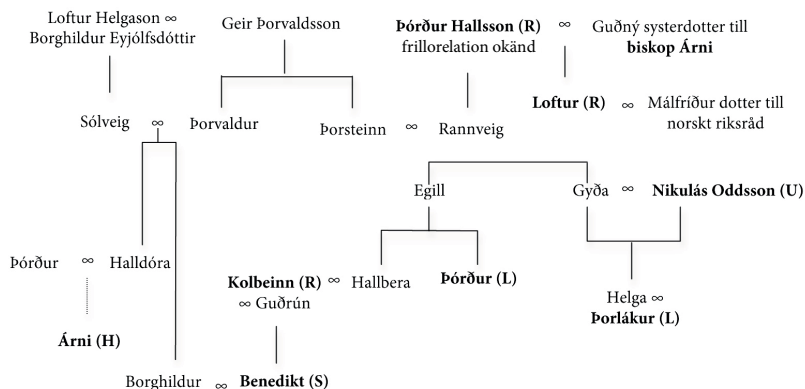 Loftur Helgason ∞
Borghildur Eyjólfsdóttir
Geir Þorvaldsson
Þórður Hallsson (R) ∞ Guðný systerdotter till
frillorelation okänd
biskop Árni
Loftur (R) ∞ Málfríður dotter till
norskt riksråd
Sólveig ∞ Þorvaldur
Þorsteinn ∞ Rannveig
Egill
Gyða ∞ Nikulás Oddsson (U)
Þórður ∞ Halldóra
Kolbeinn (R) ∞ Hallbera
∞ Guðrún
Þórður (L)
Helga ∞
Þorlákur (L)
Árni (H)
Borghildur ∞ Benedikt (S)